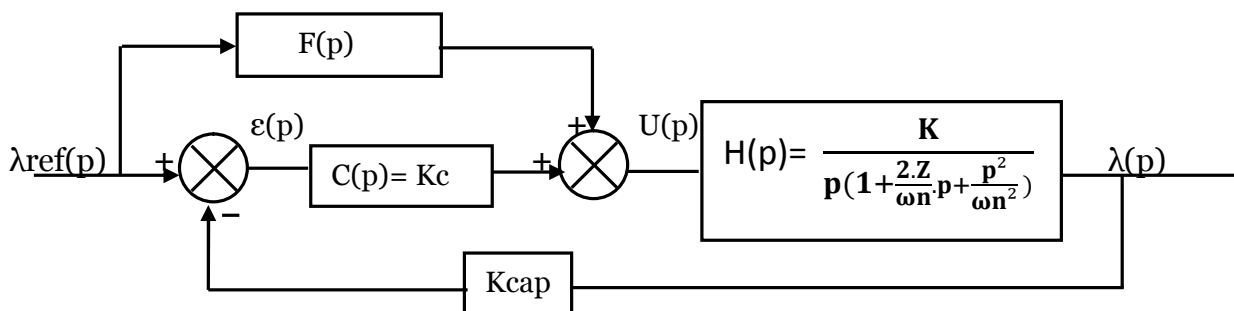 F(p)
λref(p)
+
ε(p)
C(p)= Kc
+
+
U(p)
H(p)= K / p(1+2.Z/ωn.p+p²/ωn²)
λ(p)
−
Kcap